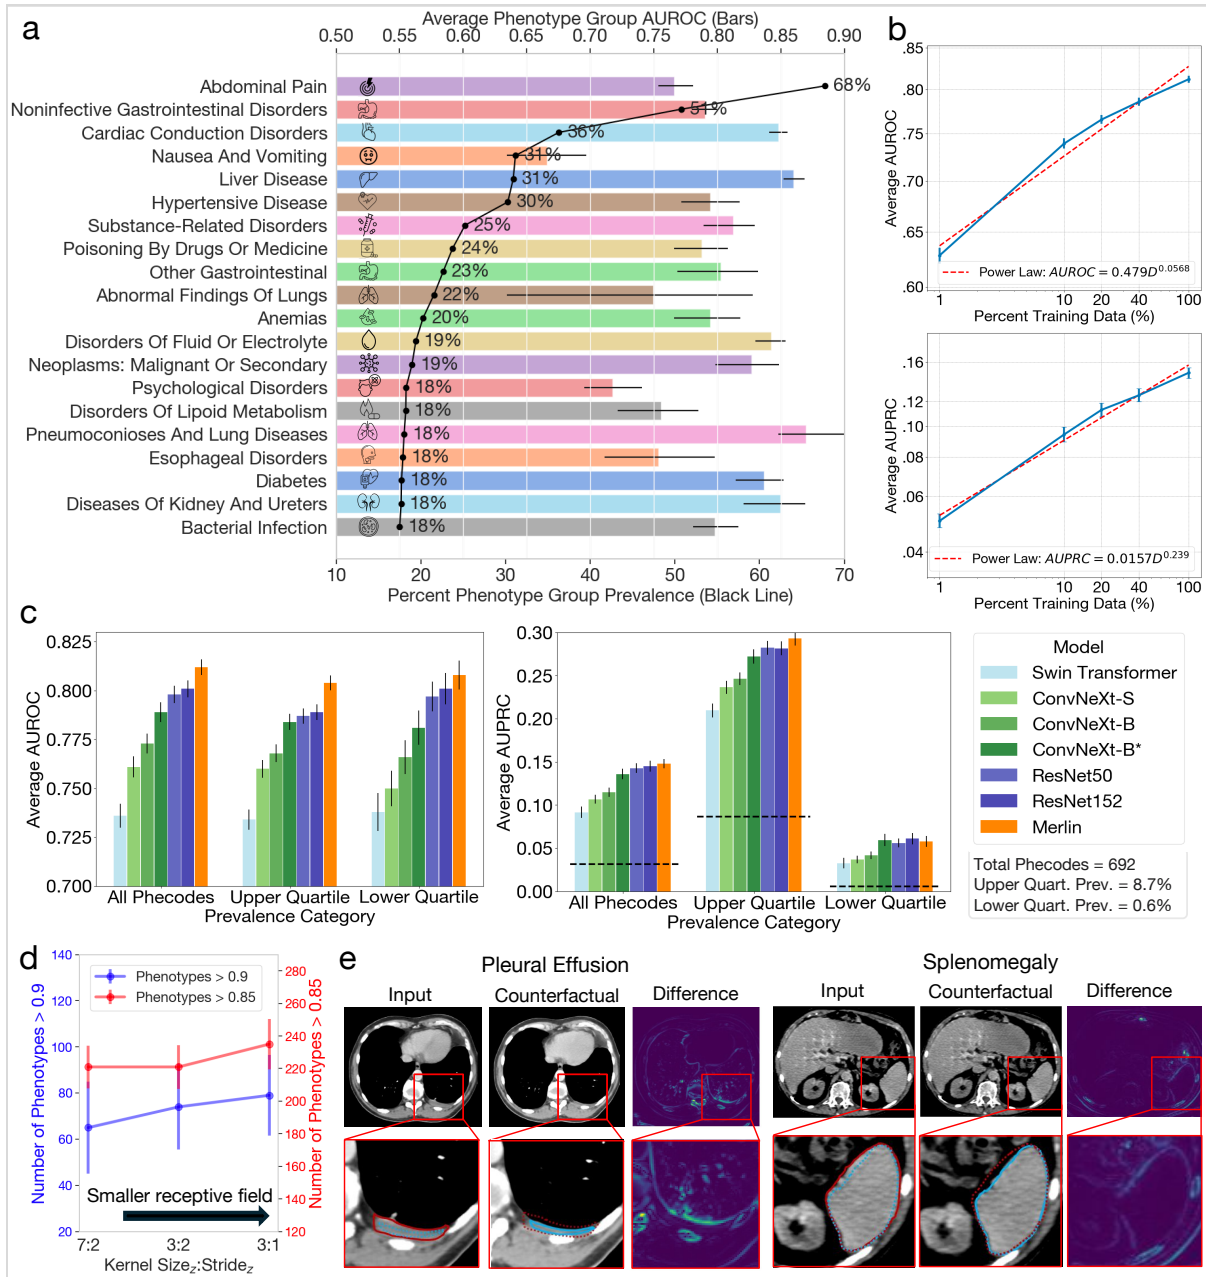 a
Average Phenotype Group AUROC (Bars)
0.50 0.55 0.60 0.65 0.70 0.75 0.80 0.85 0.90
Abdominal Pain 68%
Noninfective Gastrointestinal Disorders 51%
Cardiac Conduction Disorders 36%
Nausea And Vomiting 31%
Liver Disease 31%
Hypertensive Disease 30%
Substance-Related Disorders 25%
Poisoning By Drugs Or Medicine 24%
Other Gastrointestinal 23%
Abnormal Findings Of Lungs 22%
Anemias 20%
Disorders Of Fluid Or Electrolyte 19%
Neoplasms: Malignant Or Secondary 19%
Psychological Disorders 18%
Disorders Of Lipoid Metabolism 18%
Pneumoconioses And Lung Diseases 18%
Esophageal Disorders 18%
Diabetes 18%
Diseases Of Kidney And Ureters 18%
Bacterial Infection 18%
10 20 30 40 50 60 70
Percent Phenotype Group Prevalence (Black Line)
b
Average AUROC
.85
.80
.75
.70
.65
.60
Power Law: AUROC = 0.479D^0.0568
1 10 20 40 100
Percent Training Data (%)
Average AUPRC
.16
.12
.10
.08
.06
.04
Power Law: AUPRC = 0.0157D^0.239
1 10 20 40 100
Percent Training Data (%)
c
Average AUROC
0.825
0.800
0.775
0.750
0.725
0.700
All Phecodes Upper Quartile Lower Quartile
Prevalence Category
Average AUPRC
0.30
0.25
0.20
0.15
0.10
0.05
0.00
All Phecodes Upper Quartile Lower Quartile
Prevalence Category
Model
Swin Transformer
ConvNeXt-S
ConvNeXt-B
ConvNeXt-B*
ResNet50
ResNet152
Merlin
Total Phecodes = 692
Upper Quart. Prev. = 8.7%
Lower Quart. Prev. = 0.6%
d
Number of Phenotypes > 0.9
140
120
100
80
60
40
20
Phenotypes > 0.9
Phenotypes > 0.85
280
260
240
220
200
180
160
140
120
Number of Phenotypes > 0.85
Smaller receptive field
7:2 3:2 3:1
Kernel Size_z:Stride_z
e
Pleural Effusion
Input Counterfactual Difference
Splenomegaly
Input Counterfactual Difference